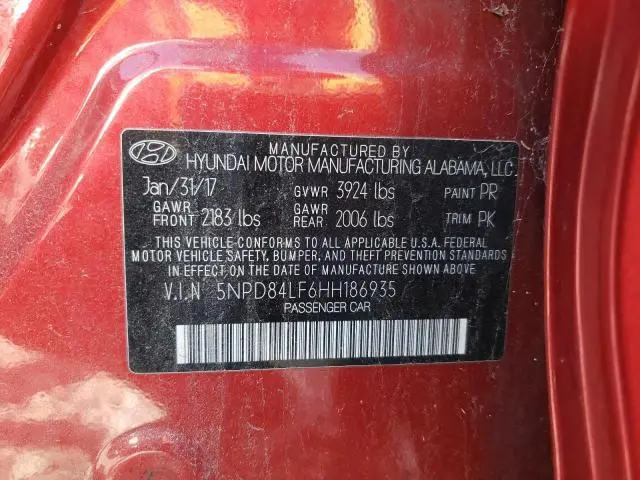 MANUFACTURED BY
HYUNDAI MOTOR MANUFACTURING ALABAMA, LLC
Jan/31/17 GVWR 3924 lbs PAINT PR
GAWR FRONT 2183 lbs GAWR REAR 2006 lbs TRIM PK
THIS VEHICLE CONFORMS TO ALL APPLICABLE U.S.A. FEDERAL
MOTOR VEHICLE SAFETY, BUMPER, AND THEFT PREVENTION STANDARDS
IN EFFECT ON THE DATE OF MANUFACTURE SHOWN ABOVE.
V.I.N 5NPD84LF6HH186935
PASSENGER CAR